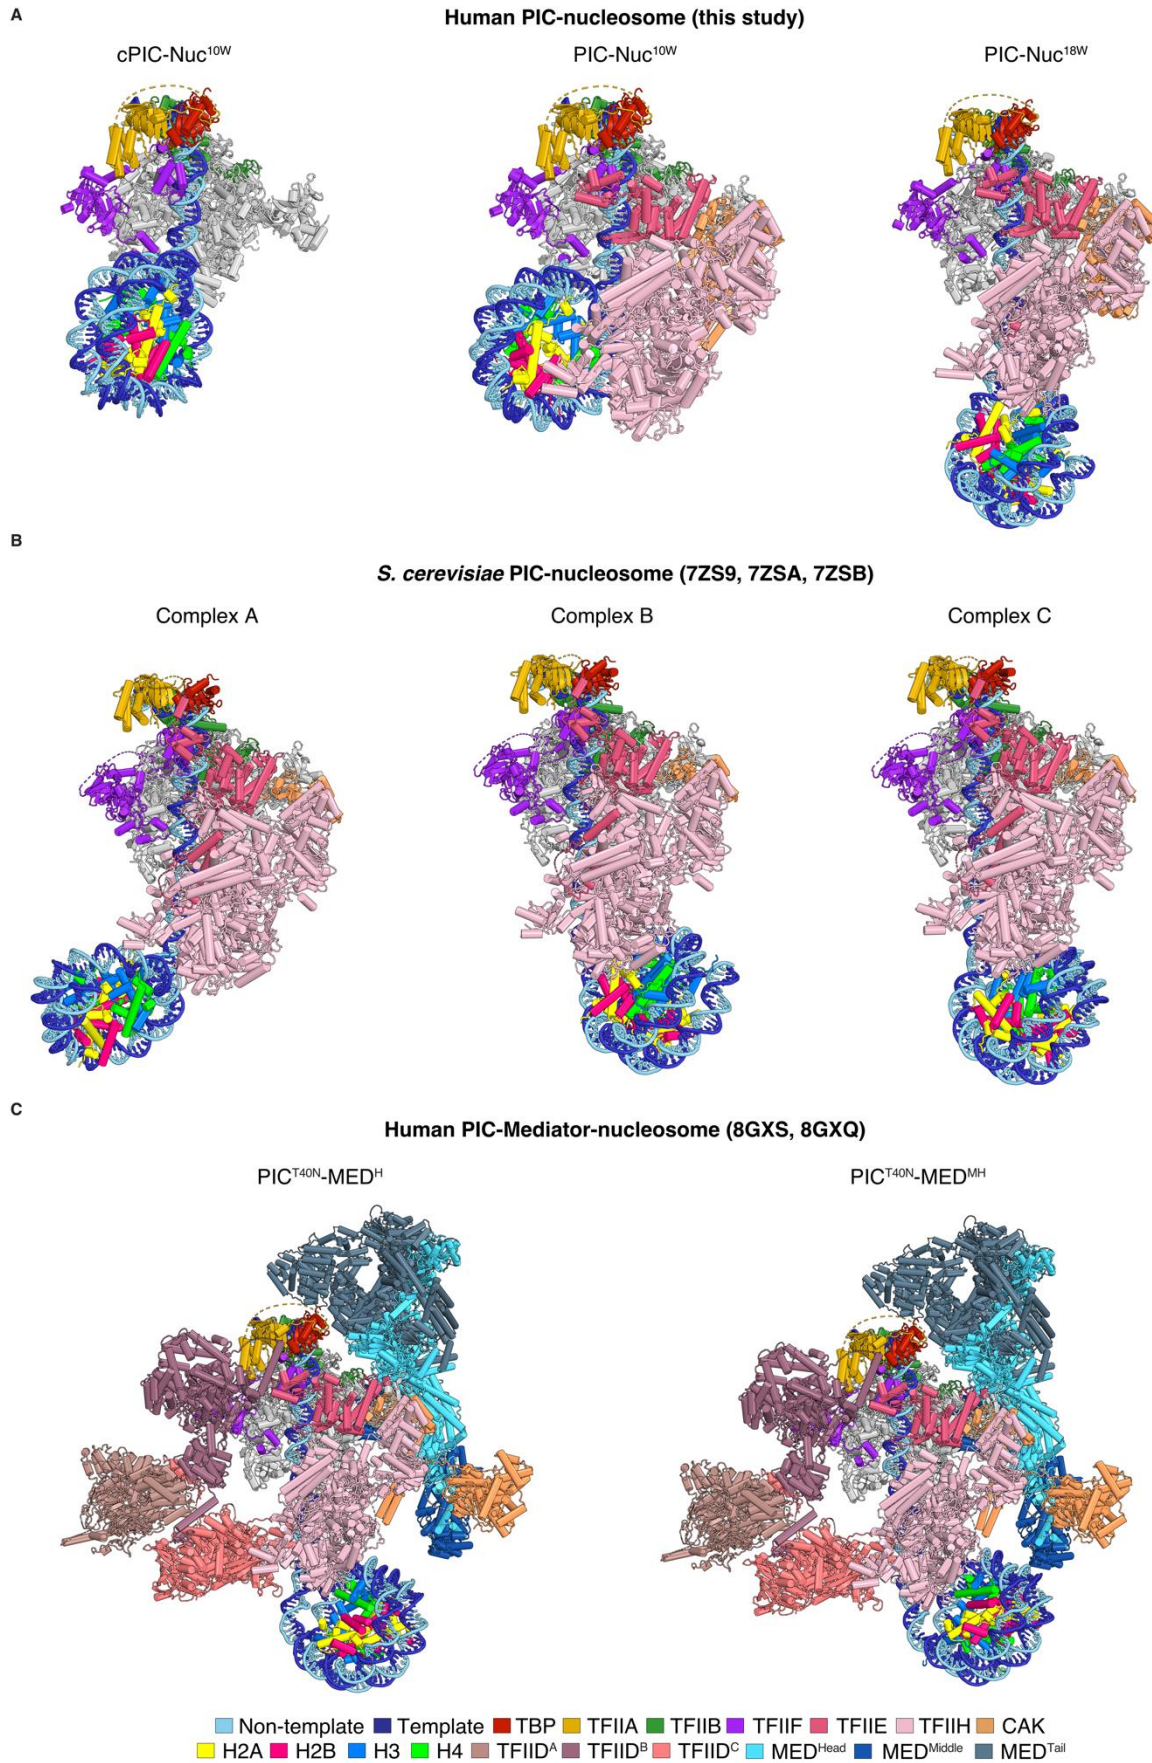 A
Human PIC-nucleosome (this study)
cPIC-Nuc10W
PIC-Nuc10W
PIC-Nuc18W
B
S. cerevisiae PIC-nucleosome (7ZS9, 7ZSA, 7ZSB)
Complex A
Complex B
Complex C
C
Human PIC-Mediator-nucleosome (8GXS, 8GXQ)
PICT40N-MEDH
PICT40N-MEDMH
Non-template Template TBP TFIIA TFIIB TFIIF TFIIE TFIIH CAK
H2A H2B H3 H4 TFIIDA TFIIDB TFIIDC MEDHead MEDMiddle MEDTail